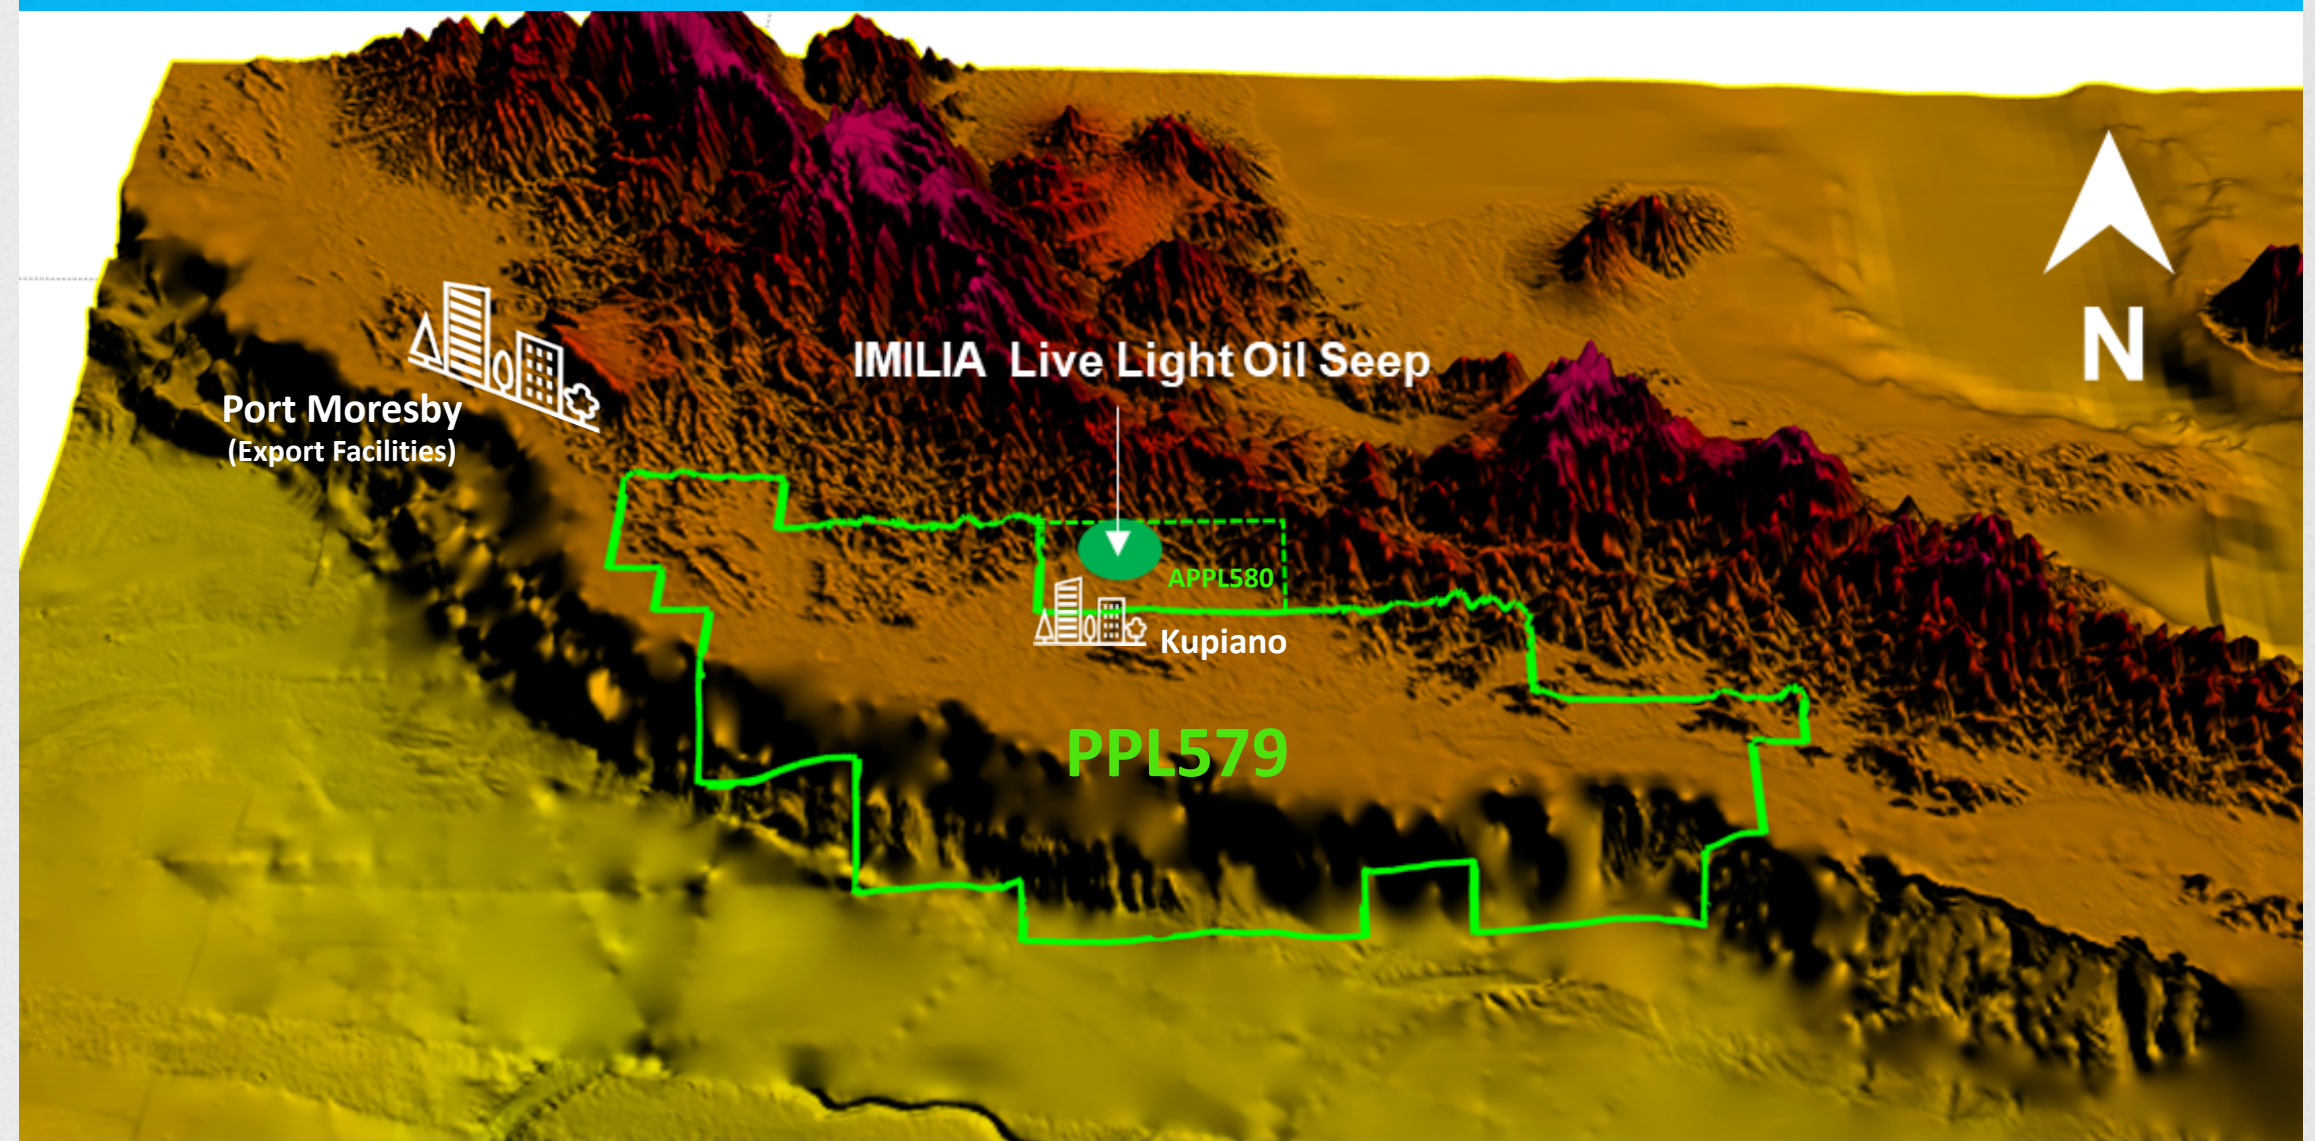 IMILIA Live Light Oil Seep
N
Port Moresby
(Export Facilities)
APPL580
Kupiano
PPL579